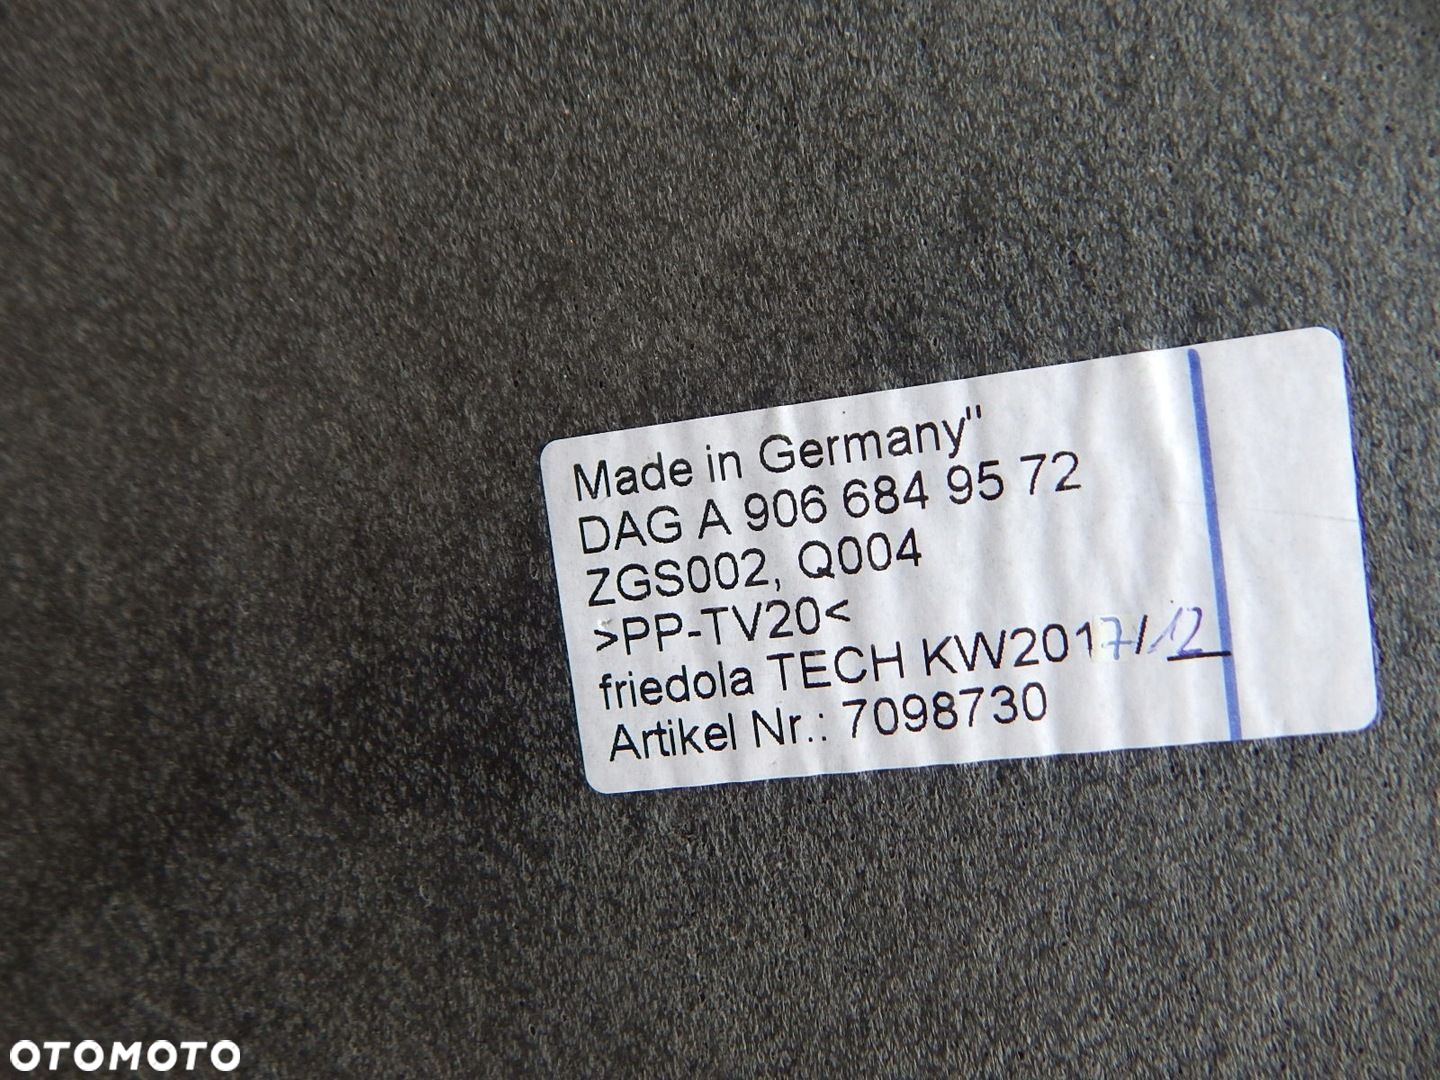 Made in Germany"
DAG A 906 684 95 72
ZGS002, Q004
>PP-TV20<
friedola TECH KW2017/12
Artikel Nr.: 7098730
OTOMOTO